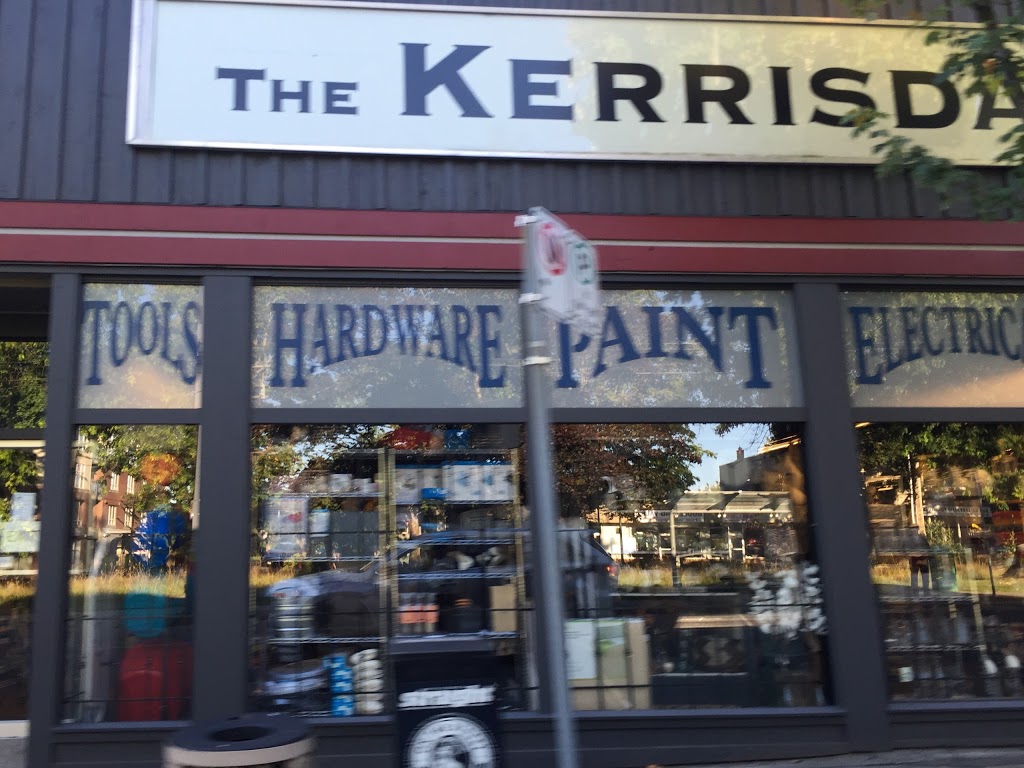 THE KERRISDA
TOOLS HARDWARE PAINT ELECTRICA